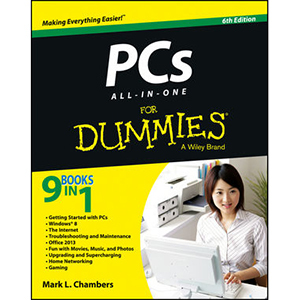 Making Everything Easier!™
6th Edition
PCs
ALL-IN-ONE
FOR
DUMMIES®
A Wiley Brand
9 BOOKS
IN 1
• Getting Started with PCs
• Windows® 8
• The Internet
• Troubleshooting and Maintenance
• Office 2013
• Fun with Movies, Music, and Photos
• Upgrading and Supercharging
• Home Networking
• Gaming
Mark L. Chambers